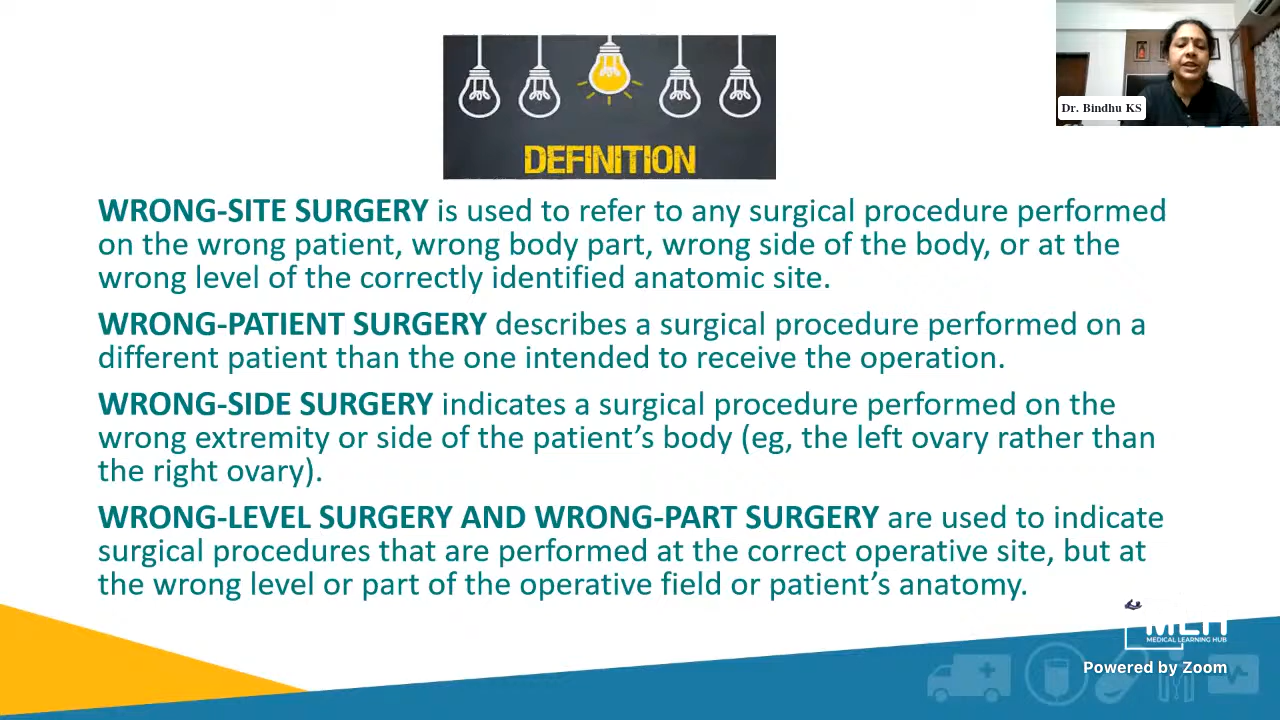 DEFINITION
Dr. Bindhu KS
WRONG-SITE SURGERY is used to refer to any surgical procedure performed
on the wrong patient, wrong body part, wrong side of the body, or at the
wrong level of the correctly identified anatomic site.
WRONG-PATIENT SURGERY describes a surgical procedure performed on a
different patient than the one intended to receive the operation.
WRONG-SIDE SURGERY indicates a surgical procedure performed on the
wrong extremity or side of the patient’s body (eg, the left ovary rather than
the right ovary).
WRONG-LEVEL SURGERY AND WRONG-PART SURGERY are used to indicate
surgical procedures that are performed at the correct operative site, but at
the wrong level or part of the operative field or patient’s anatomy.
MLH
MEDICAL LEARNING HUB
Powered by Zoom